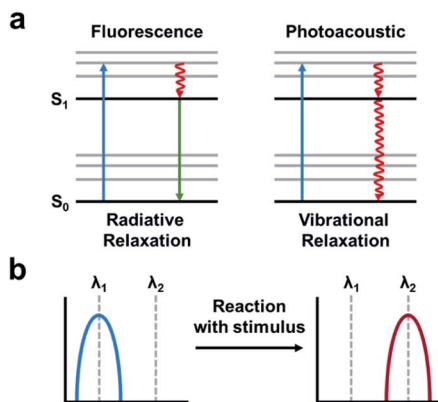 a
Fluorescence
Photoacoustic
S₁
S₀
Radiative
Relaxation
Vibrational
Relaxation
b
λ₁
λ₂
Reaction
with stimulus
λ₁
λ₂